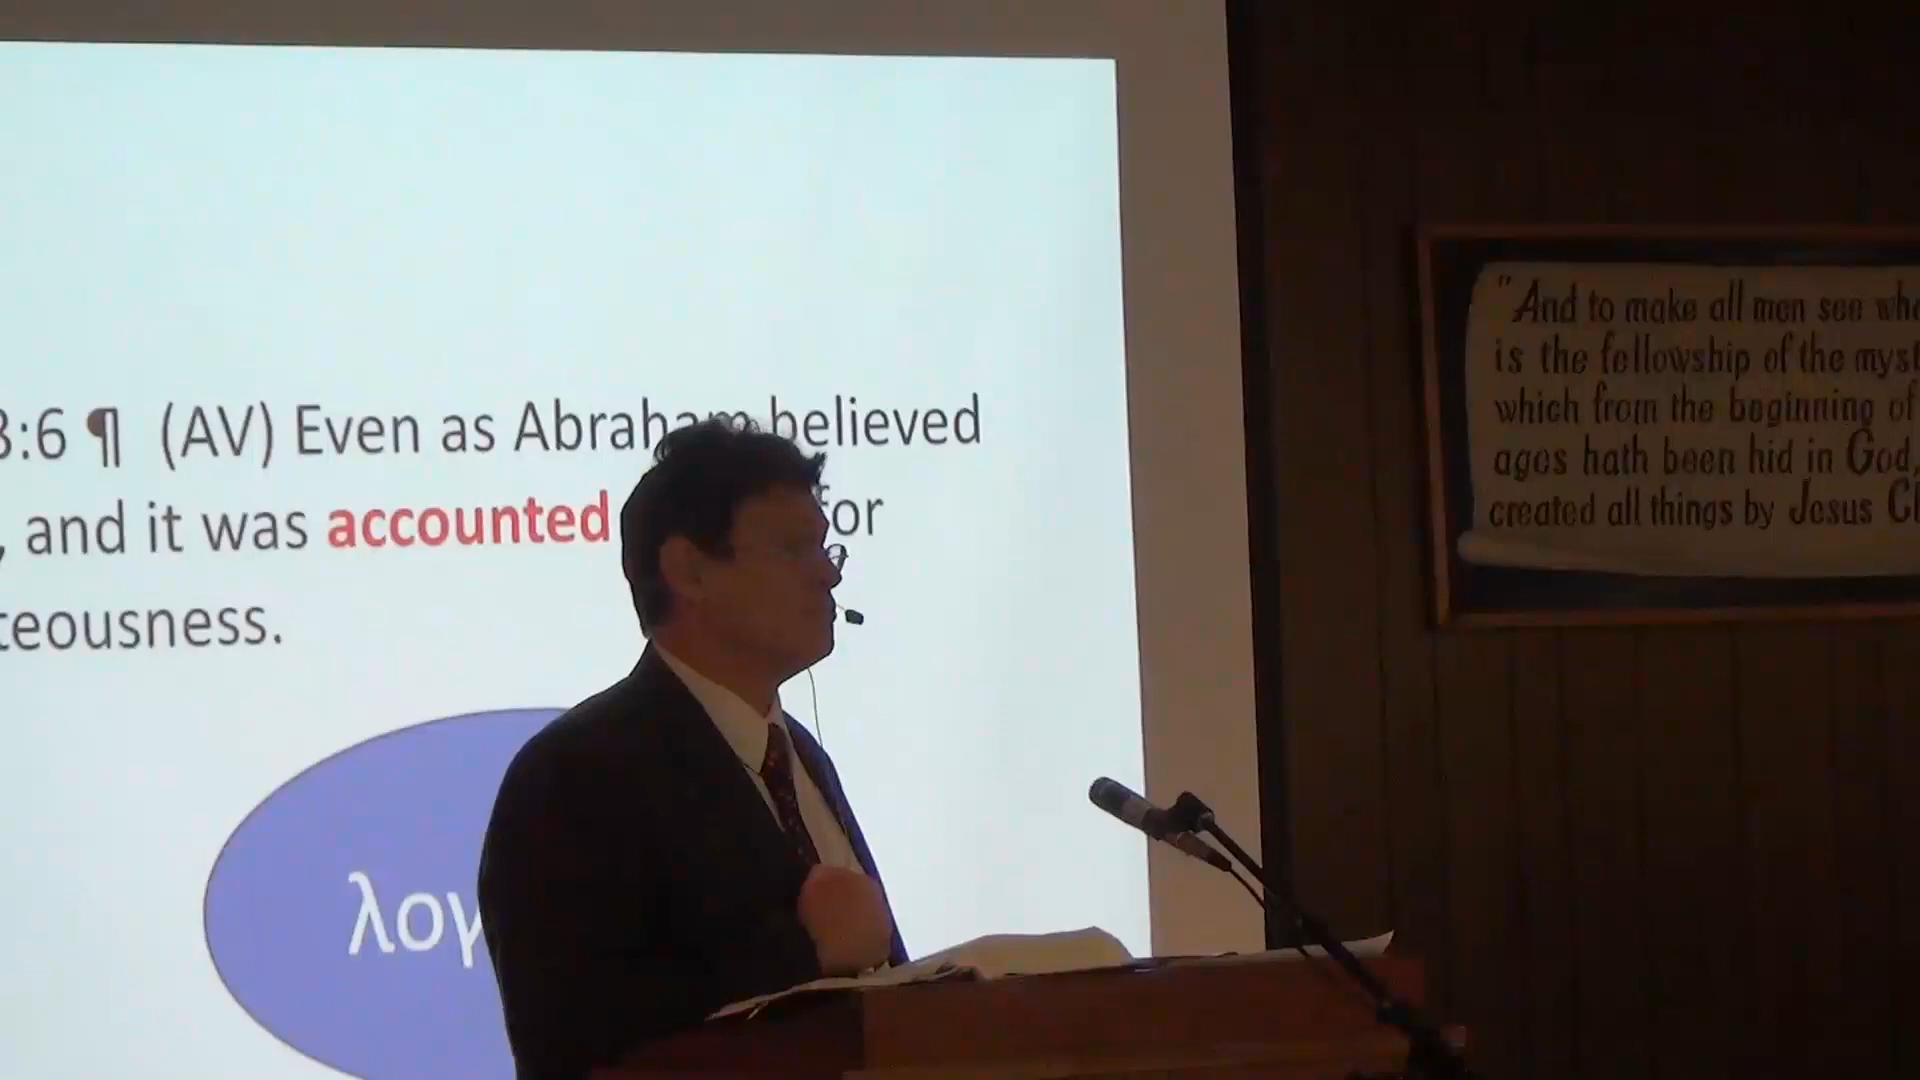 3:6 ¶ (AV) Even as Abraham believed
, and it was accounted for
teousness.
λογ
"And to make all men see wh
is the fellowship of the myst
which from the beginning of
ages hath been hid in God,
created all things by Jesus C